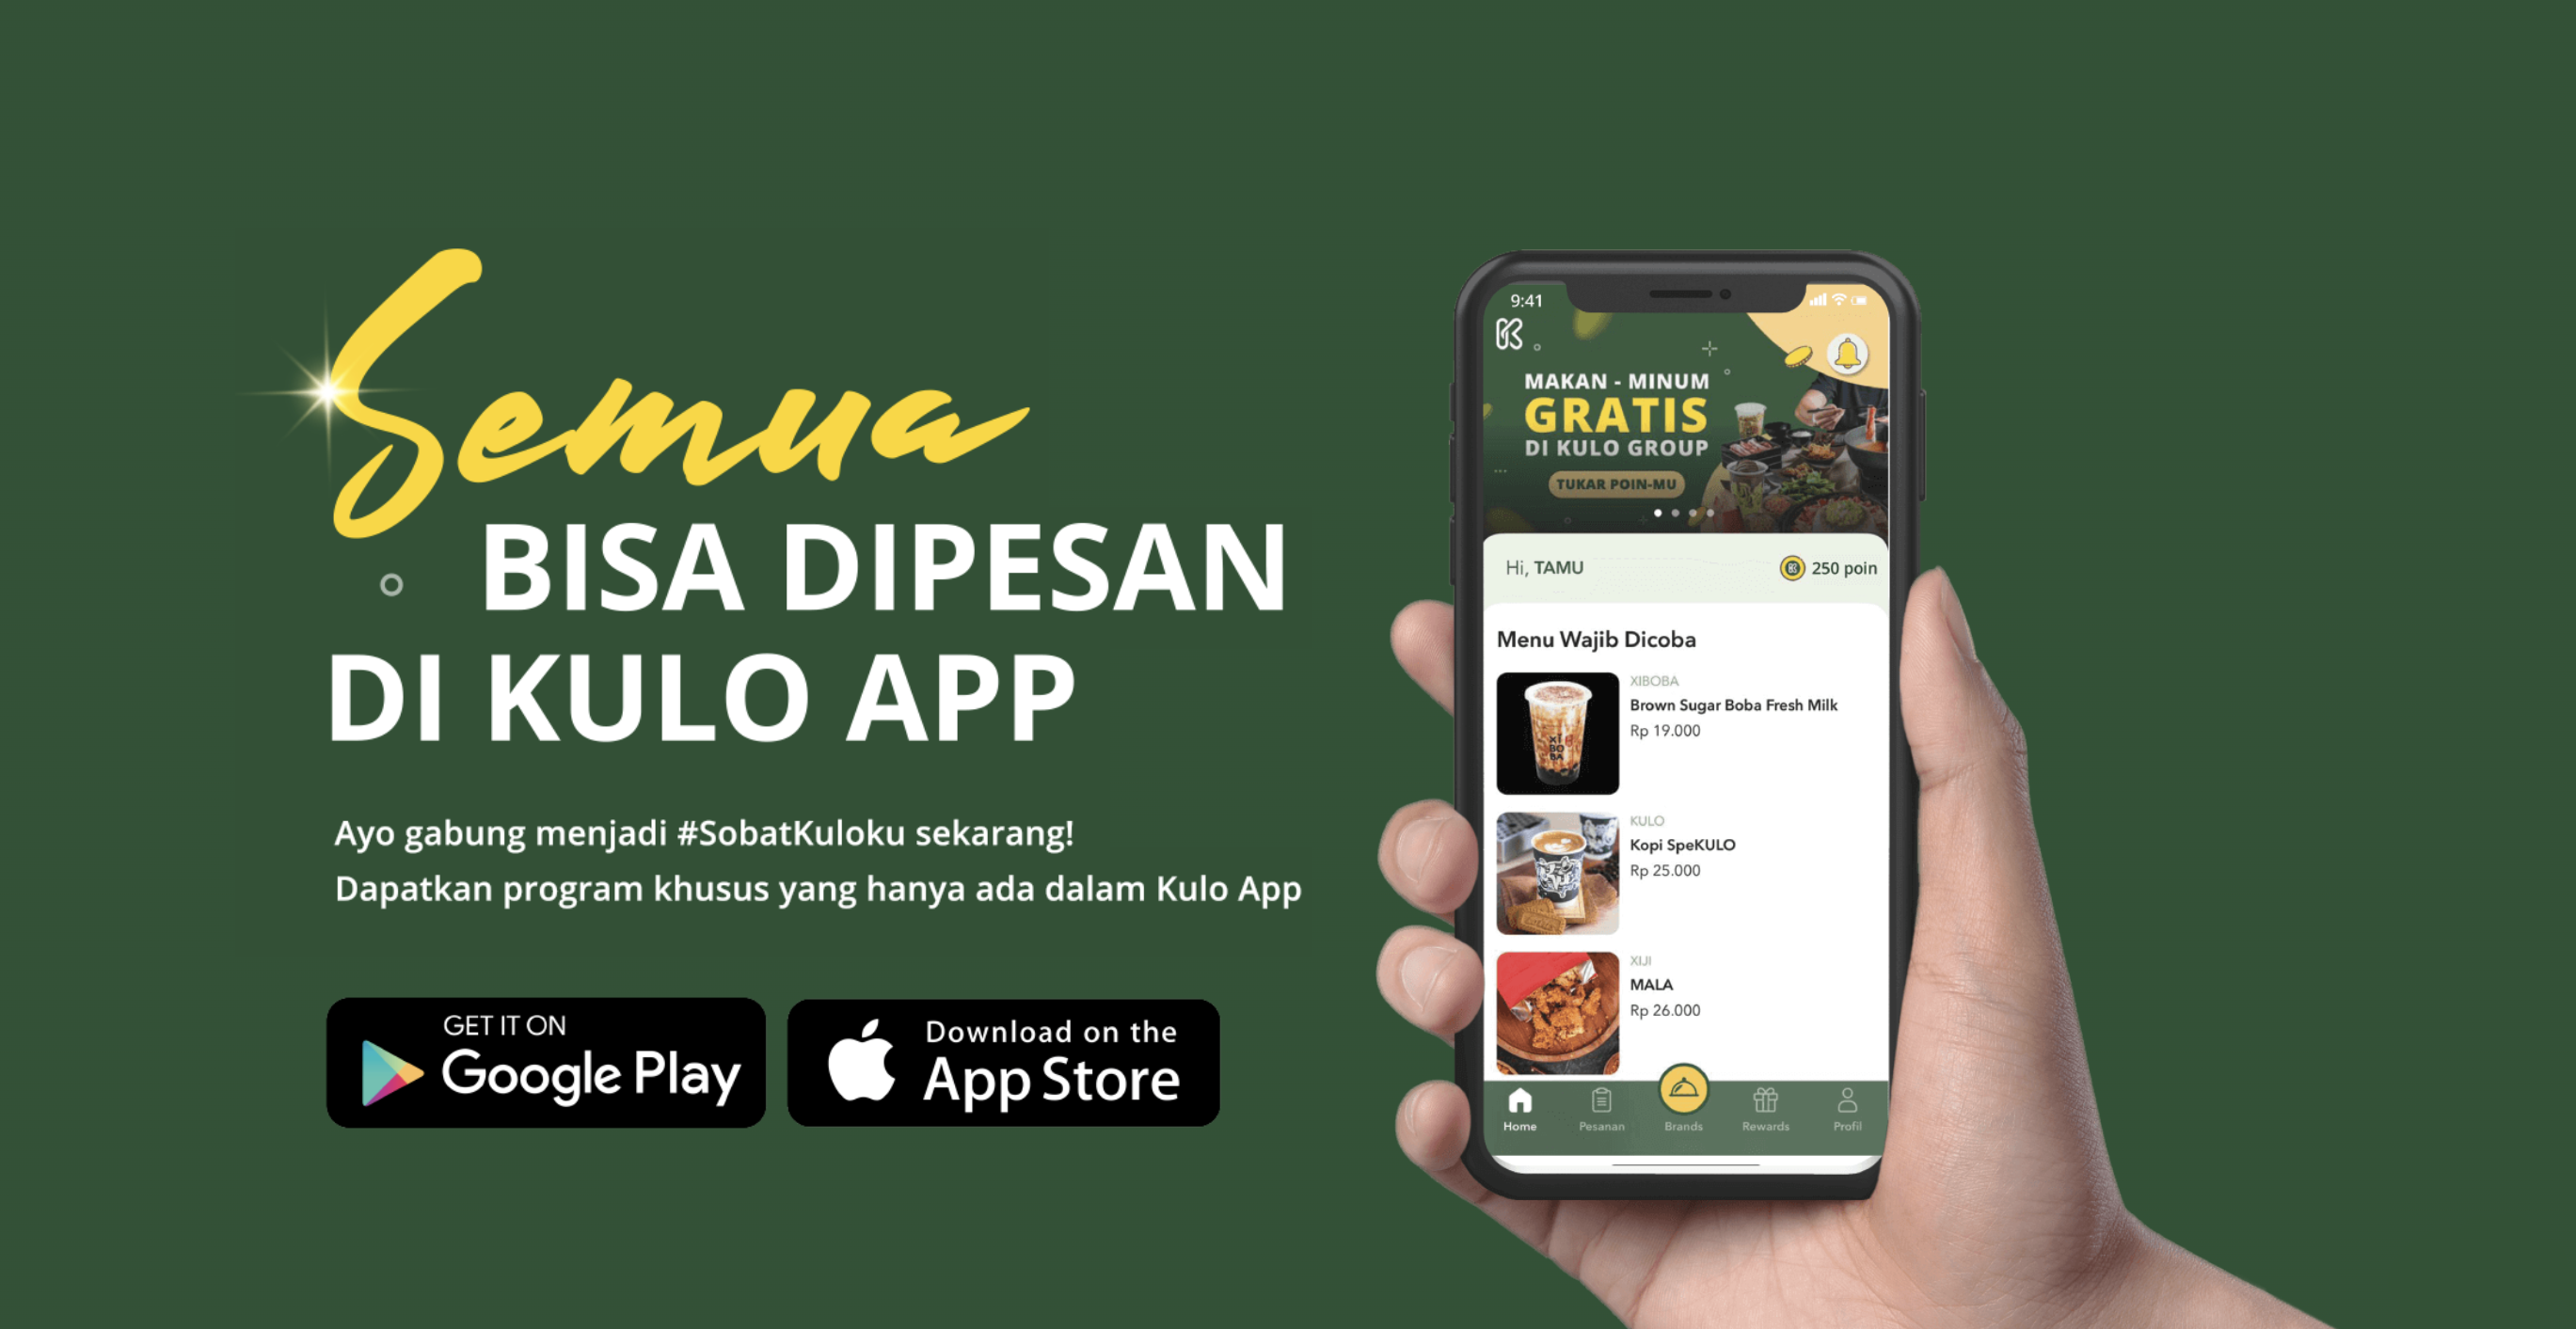 Semua
BISA DIPESAN
DI KULO APP
Ayo gabung menjadi #SobatKuloku sekarang!
Dapatkan program khusus yang hanya ada dalam Kulo App
GET IT ON
Google Play
Download on the
App Store
9:41
MAKAN - MINUM
GRATIS
DI KULO GROUP
TUKAR POIN-MU
Hi, TAMU
250 poin
Menu Wajib Dicoba
XIBOBA
Brown Sugar Boba Fresh Milk
Rp 19.000
XI
BO
BA
KULO
Kopi SpeKULO
Rp 25.000
XIJI
MALA
Rp 26.000
Home
Pesanan
Brands
Rewards
Profil